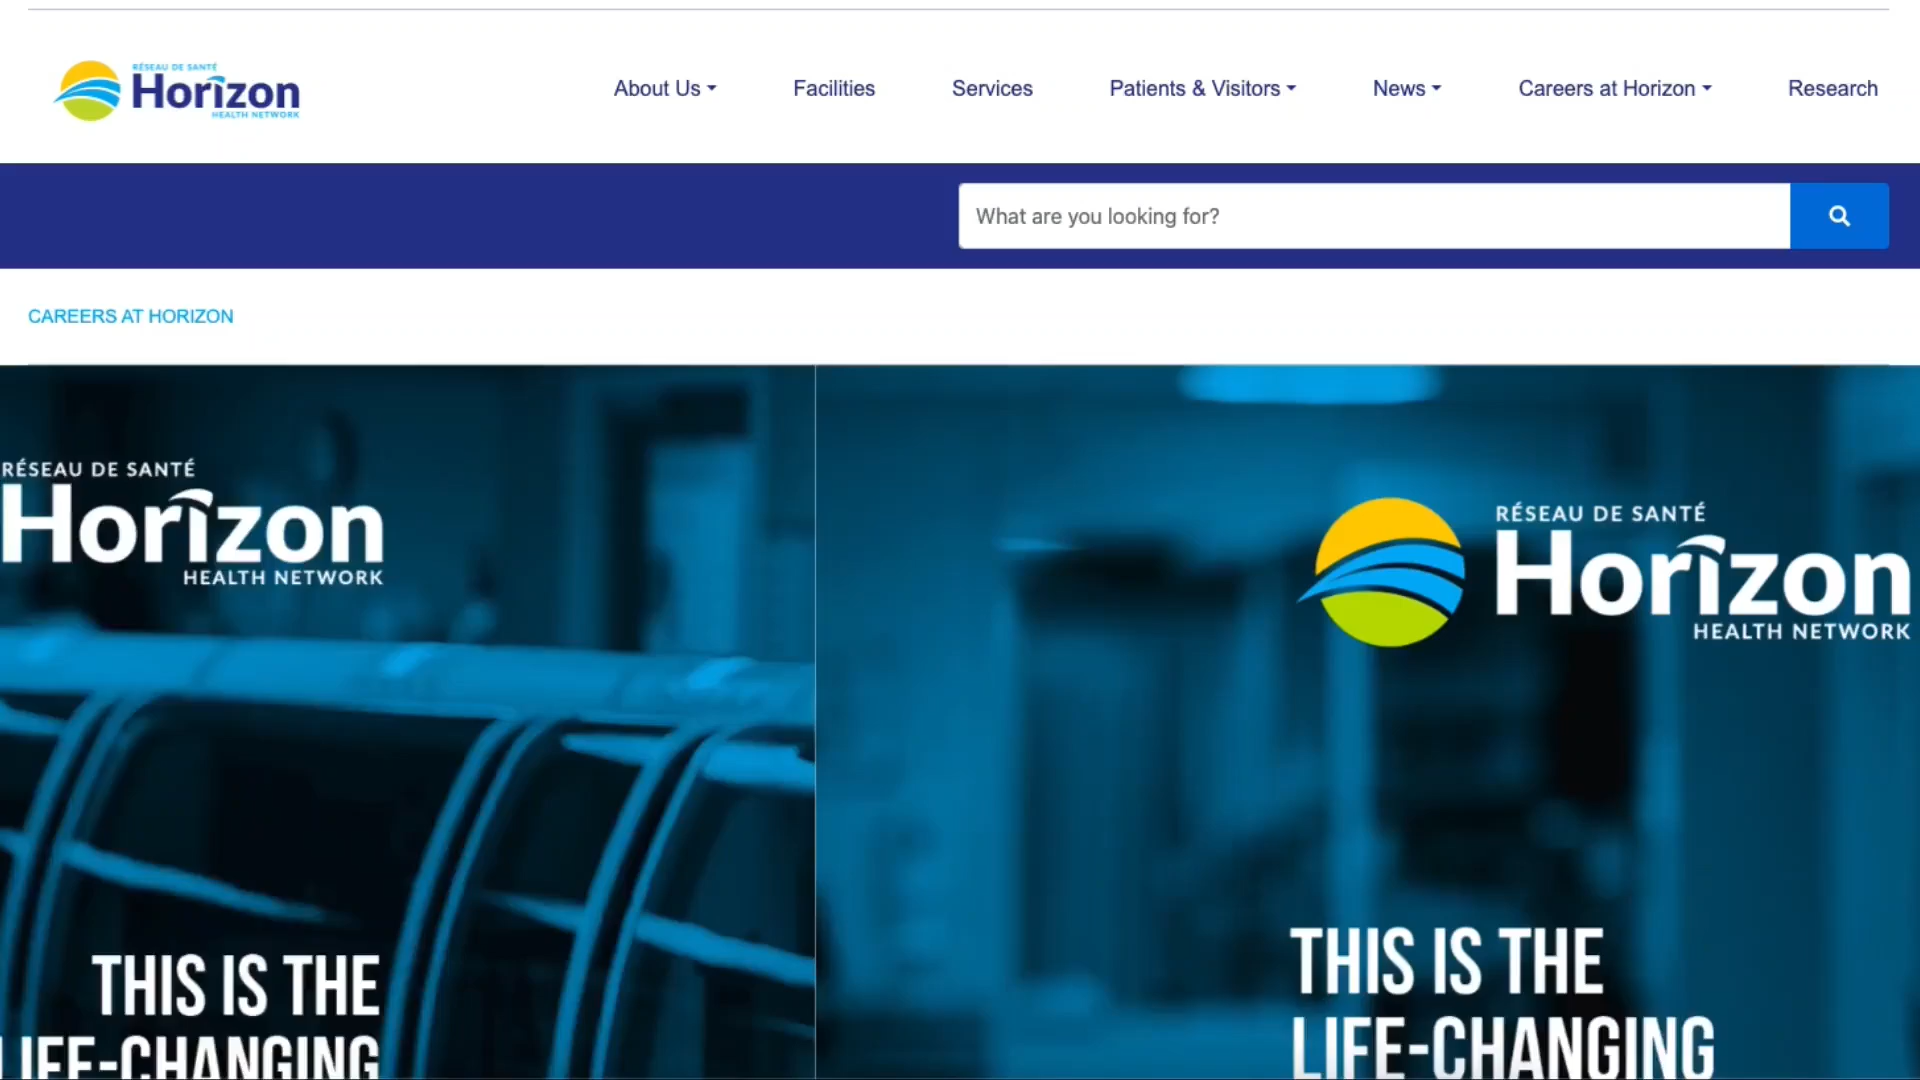 RÉSEAU DE SANTÉ
Horizon
HEALTH NETWORK
About Us
Facilities
Services
Patients & Visitors
News
Careers at Horizon
Research
What are you looking for?
CAREERS AT HORIZON
RÉSEAU DE SANTÉ
Horizon
HEALTH NETWORK
THIS IS THE
LIFE-CHANGING
RÉSEAU DE SANTÉ
Horizon
HEALTH NETWORK
THIS IS THE
LIFE-CHANGING